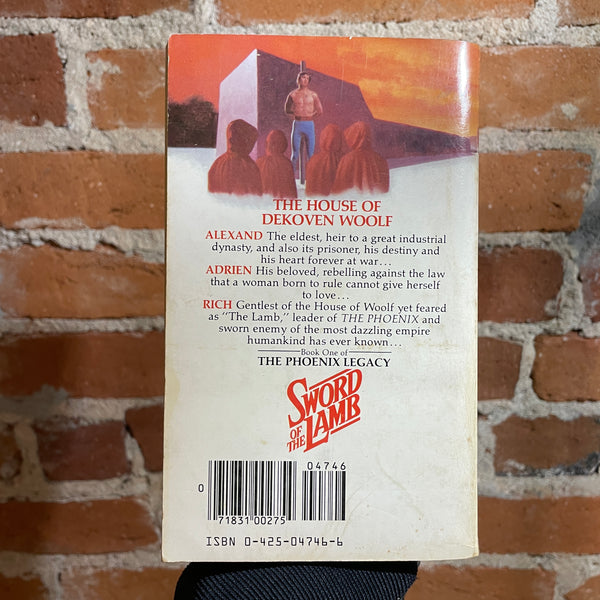 THE HOUSE OF
DEKOVEN WOOLF
ALEXAND The eldest, heir to a great industrial
dynasty, and also its prisoner, his destiny and
his heart forever at war...
ADRIEN His beloved, rebelling against the law
that a woman born to rule cannot give herself
to love...
RICH Gentlest of the House of Woolf yet feared
as "The Lamb," leader of THE PHOENIX and
sworn enemy of the most dazzling empire
humankind has ever known...
Book One of
THE PHOENIX LEGACY
SWORD
OF THE LAMB
04746
0
71831 00275
ISBN 0-425-04746-6